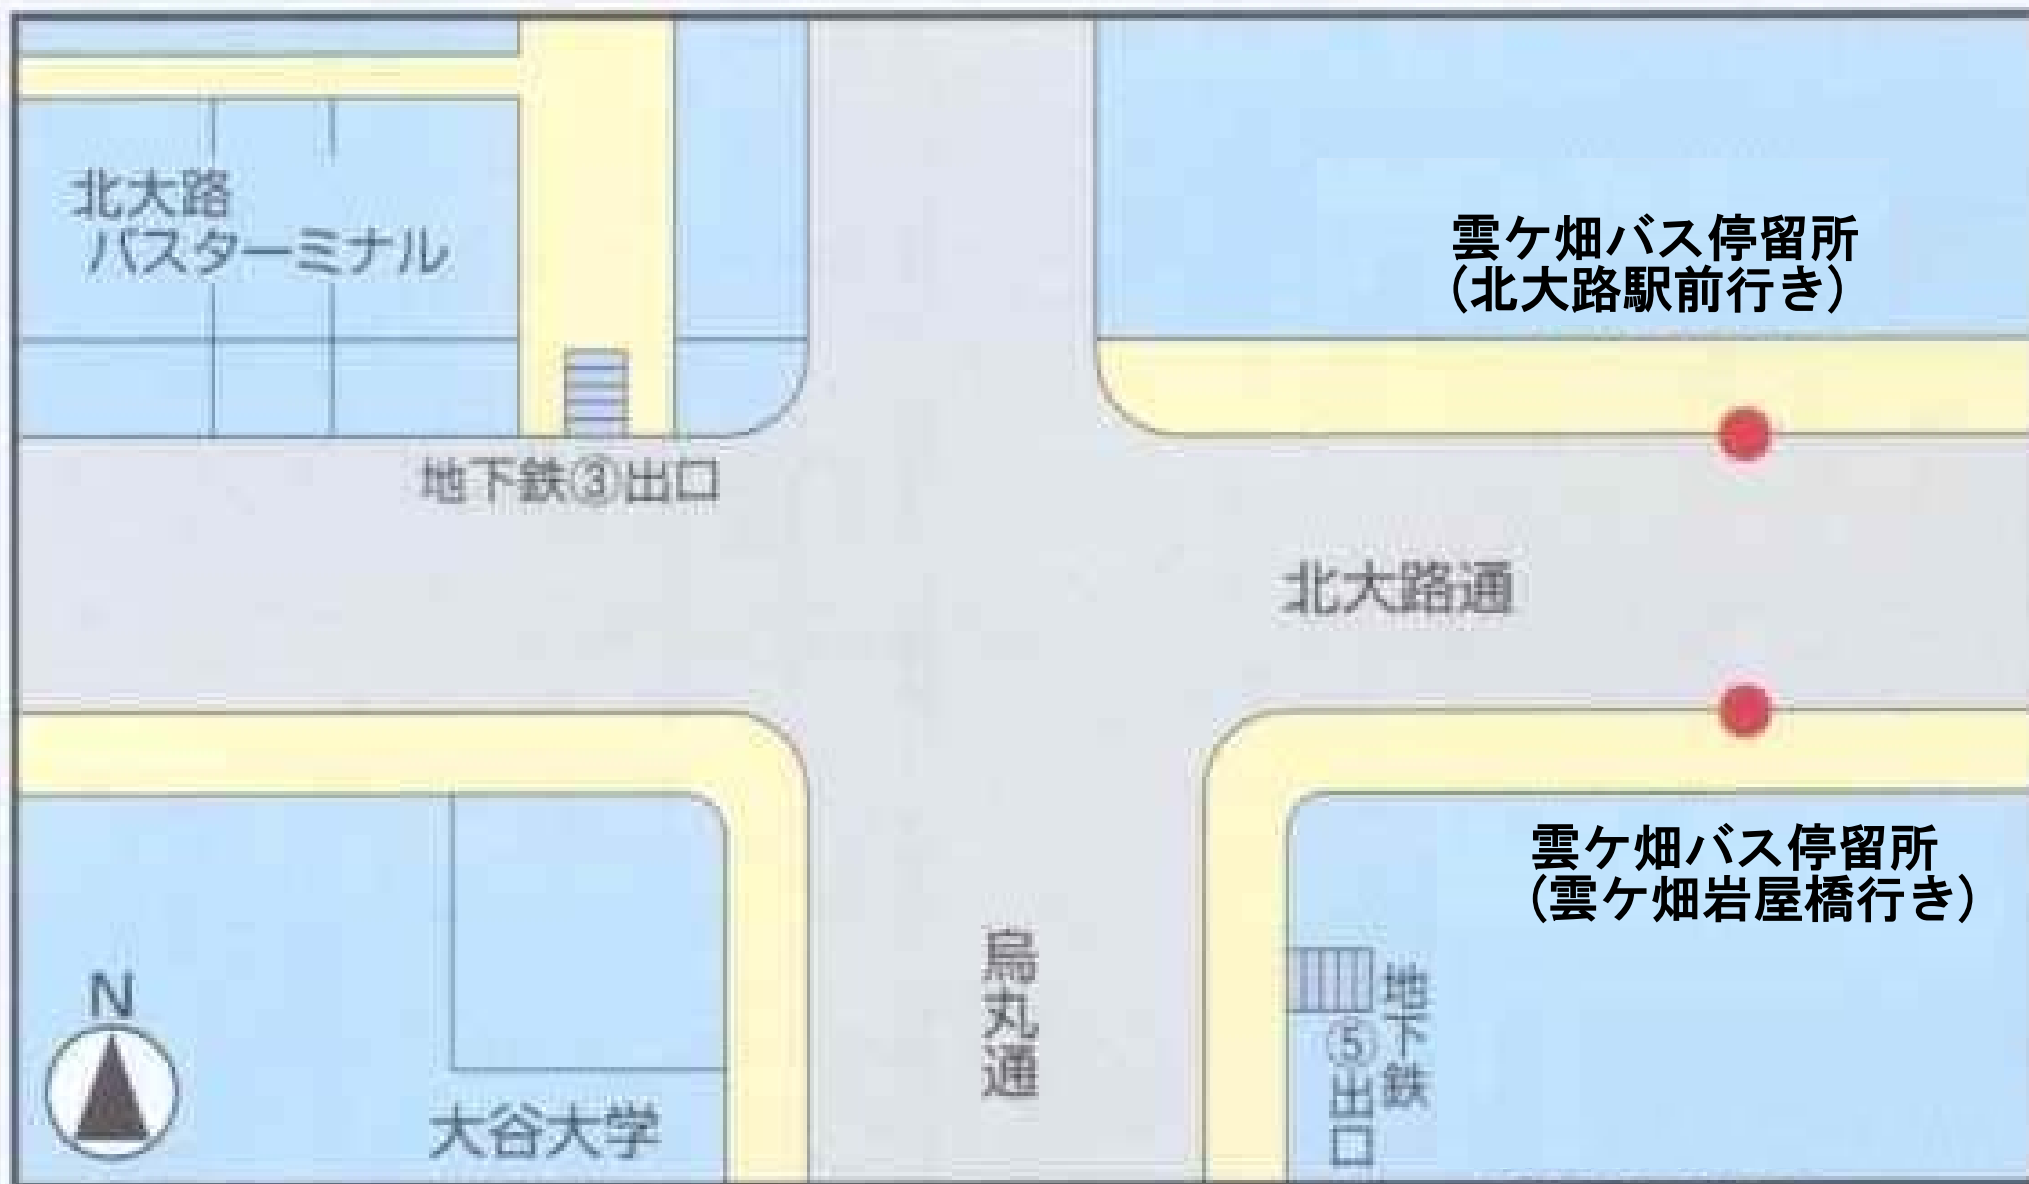 北大路
バスターミナル
雲ケ畑バス停留所
(北大路駅前行き)
地下鉄③出口
北大路通
雲ケ畑バス停留所
(雲ケ畑岩屋橋行き)
烏丸通
地下鉄
⑤出口
N
大谷大学